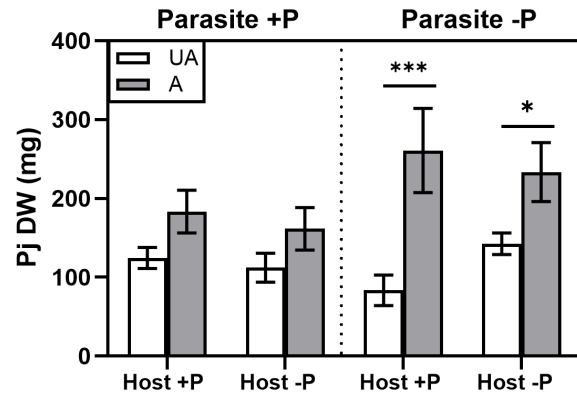 Parasite +P Parasite -P
400
300
200
100
0
Pj DW (mg)
UA
A
***
*
Host +P Host -P Host +P Host -P